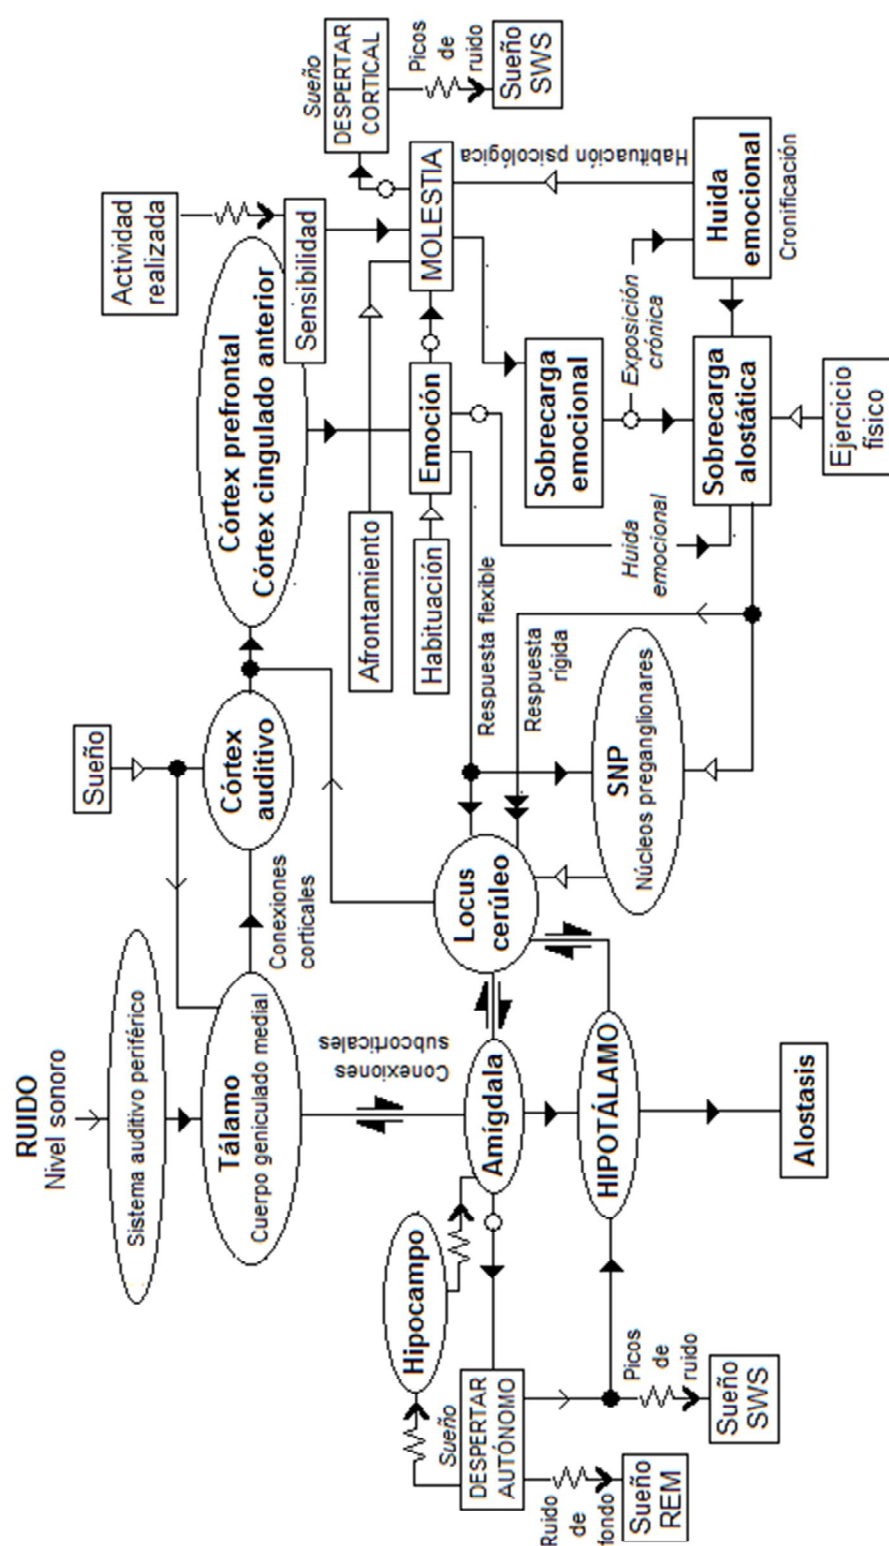 RUIDO
Nivel sonoro
Sistema auditivo periférico
Tálamo
Cuerpo geniculado medial
Sueño
Conexiones
corticales
Córtex
auditivo
Córtex prefrontal
Córtex cingulado anterior
Actividad
realizada
Sensibilidad
Sueño
DESPERTAR
CORTICAL
Picos
de
ruido
Sueño
SWS
MOLESTIA
Habituación psicológica
Huida
emocional
Cronificación
Afrontamiento
Habituación
Emoción
Sobrecarga
emocional
Exposición
crónica
Sobrecarga
alostática
Ejercicio
físico
Huida
emocional
Respuesta flexible
Respuesta
rígida
SNP
Núcleos preganglionares
Locus
cerúleo
Conexiones
subcorticales
Amígdala
HIPOTÁLAMO
Alostasis
Hipocampo
Sueño
DESPERTAR
AUTÓNOMO
Ruido
de
fondo
Sueño
REM
Picos
de
ruido
Sueño
SWS